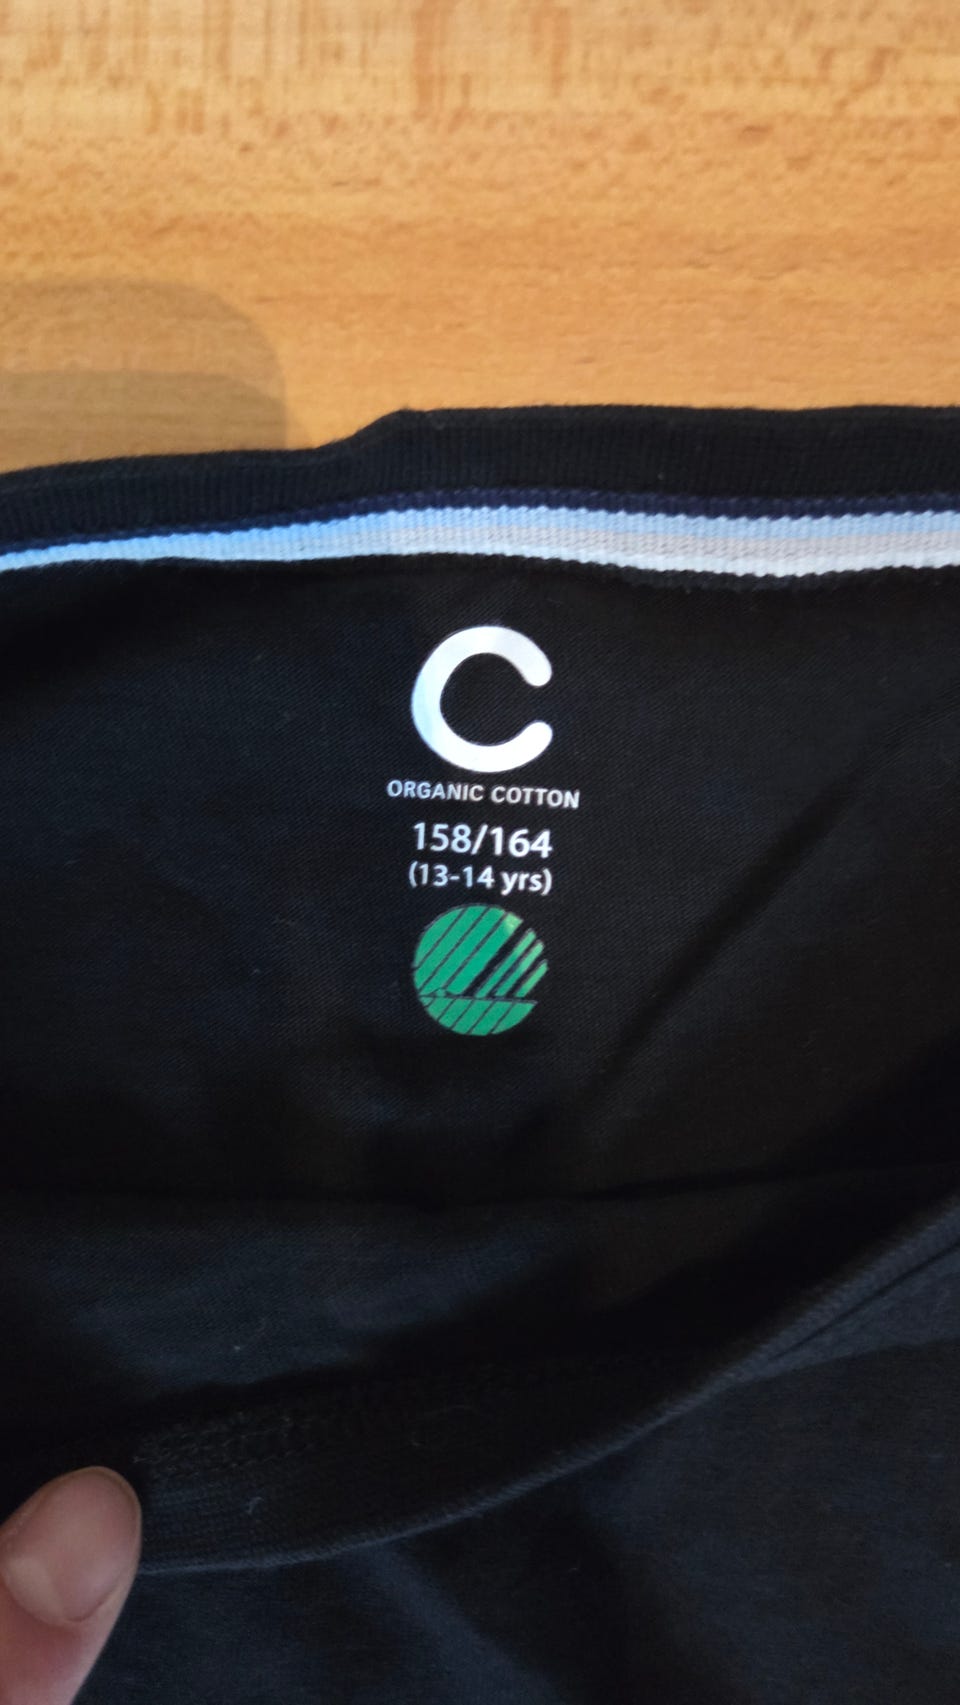 C
ORGANIC COTTON
158/164
(13-14 yrs)